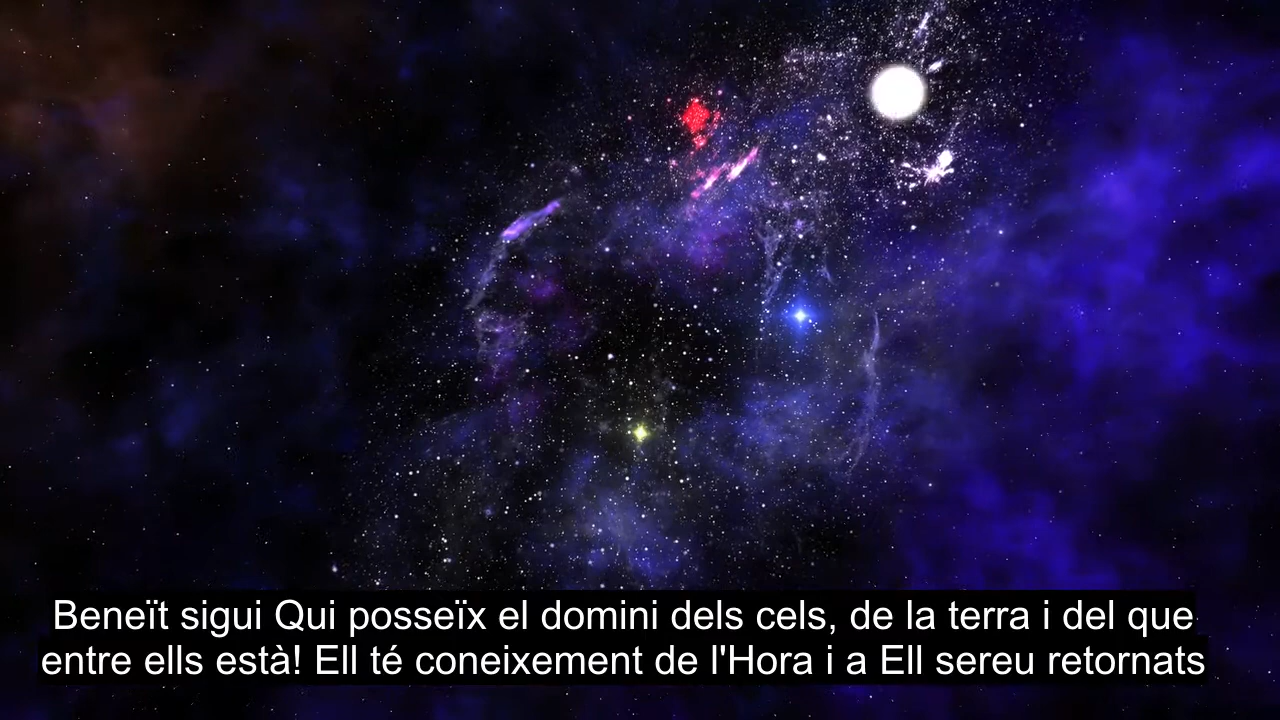 Beneït sigui Qui posseïx el domini dels cels, de la terra i del que
entre ells està! Ell té coneixement de l'Hora i a Ell sereu retornats